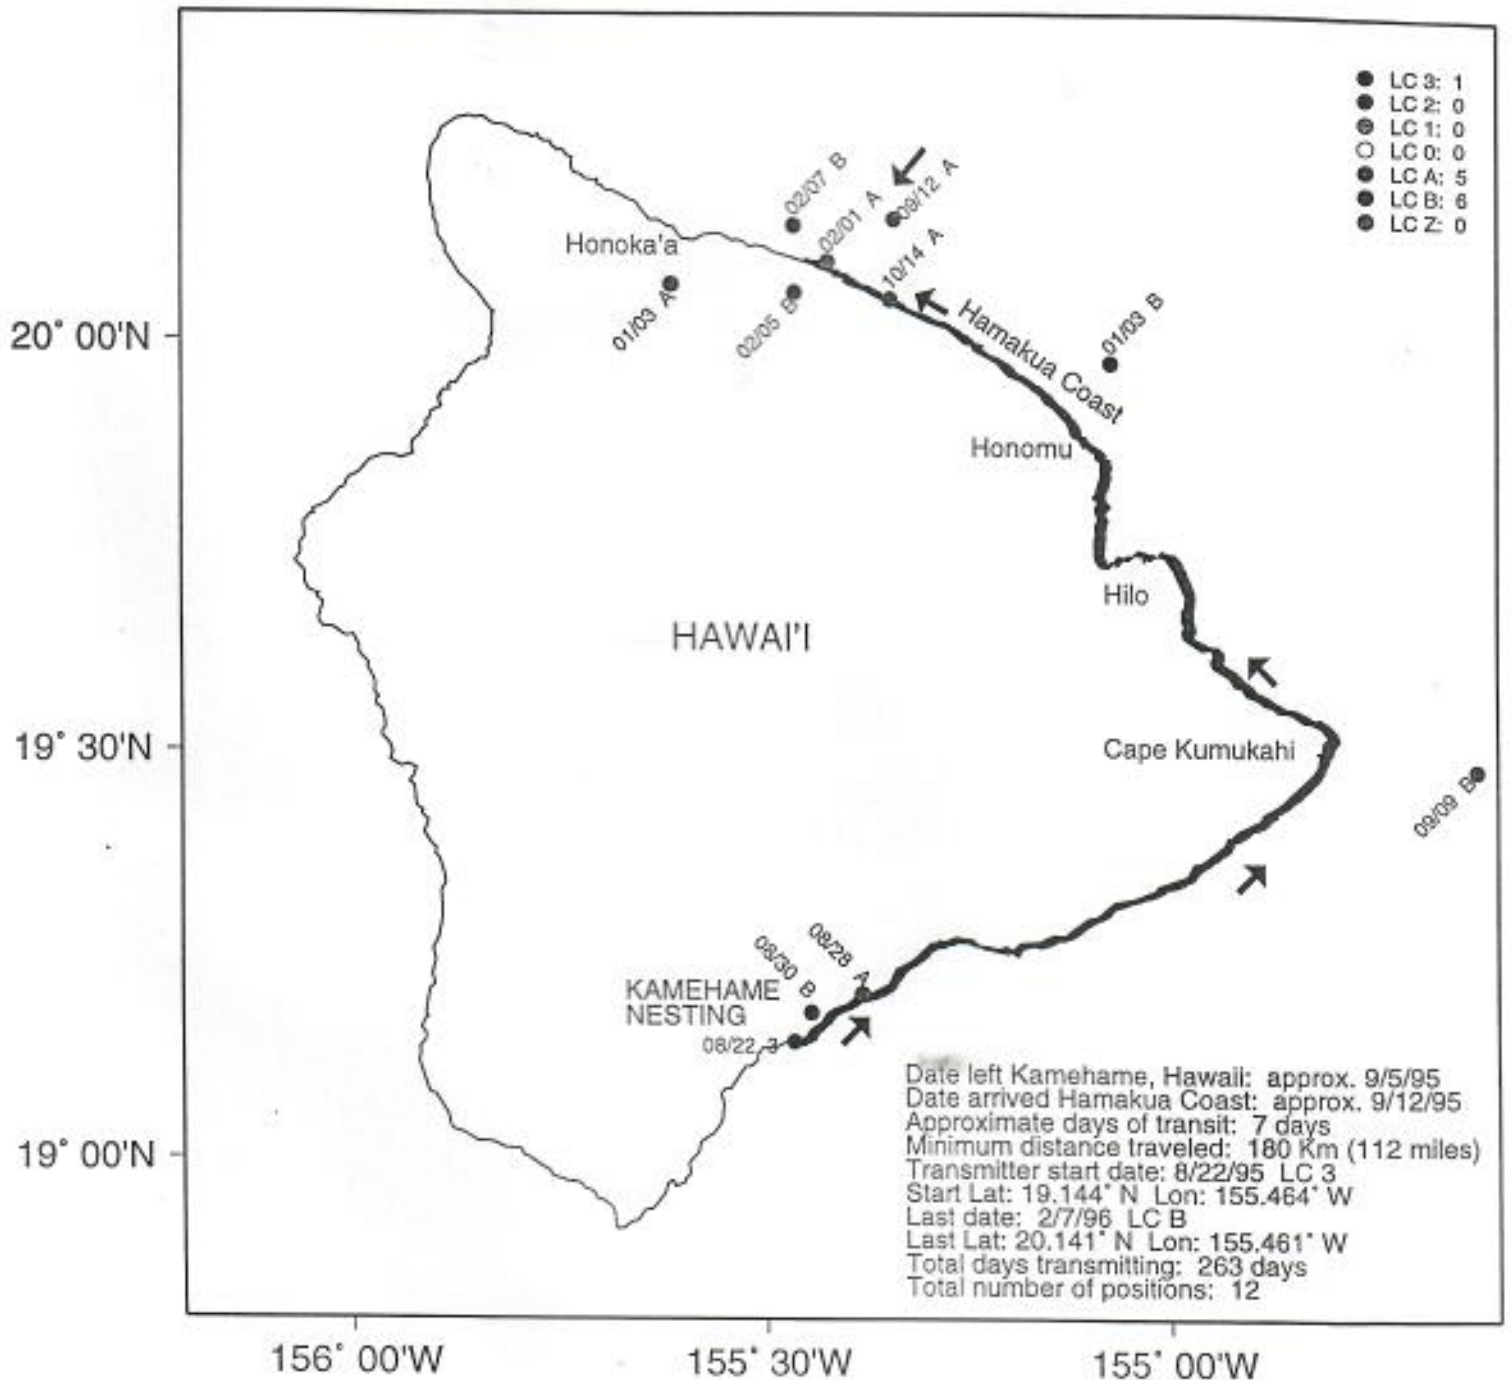 LC 3: 1
LC 2: 0
LC 1: 0
LC 0: 0
LC A: 5
LC B: 6
LC Z: 0
02/07 B
09/12 A
02/01 A
10/14 A
Honoka'a
01/03 A
02/05 B
01/03 B
Hamakua Coast
20° 00'N
Honomu
Hilo
HAWAI'I
19° 30'N
Cape Kumukahi
09/09 B
08/28 A
08/30 B
KAMEHAME
NESTING
08/22 3
Date left Kamehame, Hawaii: approx. 9/5/95
Date arrived Hamakua Coast: approx. 9/12/95
Approximate days of transit: 7 days
Minimum distance traveled: 180 Km (112 miles)
Transmitter start date: 8/22/95 LC 3
Start Lat: 19.144° N Lon: 155.464° W
Last date: 2/7/96 LC B
Last Lat: 20.141° N Lon: 155.461° W
Total days transmitting: 263 days
Total number of positions: 12
19° 00'N
156° 00'W
155° 30'W
155° 00'W